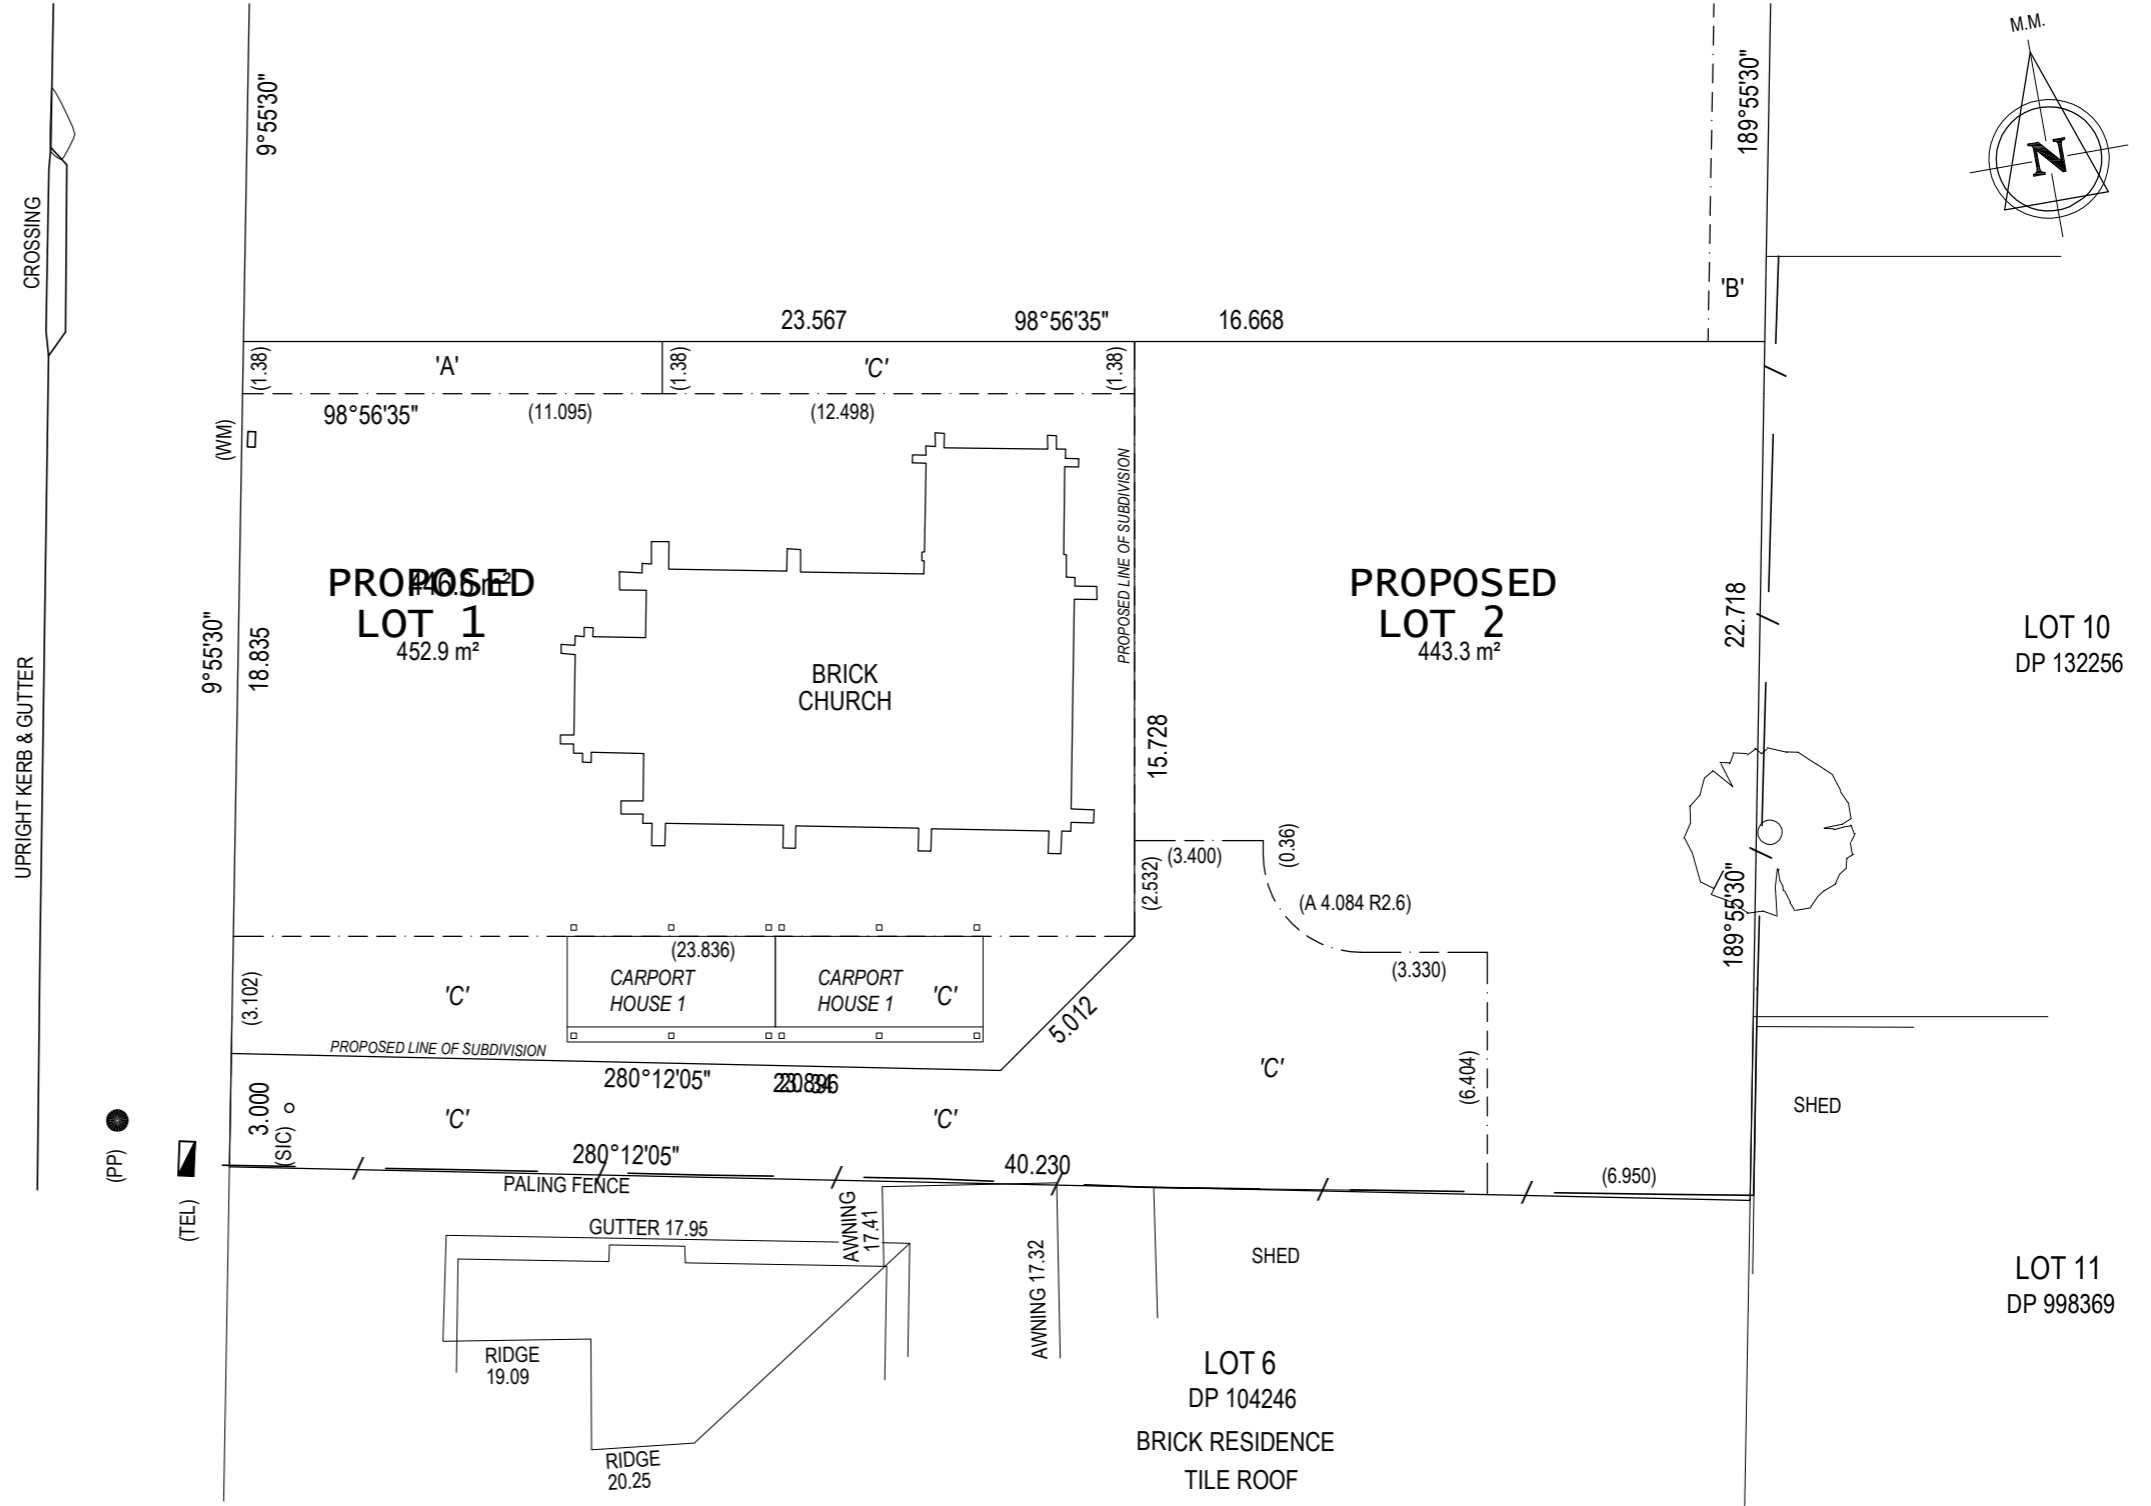 M.M.
N
9°55'30"
189°55'30"
CROSSING
'B'
23.567
98°56'35"
16.668
(1.38)
'A'
(1.38)
'C'
(1.38)
98°56'35"
(11.095)
(12.498)
(WM)
PROPOSED LINE OF SUBDIVISION
PROPOSED
LOT 1
452.9 m²
PROPOSED
LOT 2
443.3 m²
9°55'30"
18.835
22.718
LOT 10
DP 132256
UPRIGHT KERB & GUTTER
BRICK
CHURCH
15.728
(3.400)
(0.36)
(2.532)
(A 4.084 R2.6)
189°55'30"
(23.836)
CARPORT
HOUSE 1
CARPORT
HOUSE 1
'C'
'C'
(3.102)
(3.330)
5.012
PROPOSED LINE OF SUBDIVISION
280°12'05"
'C'
(6.404)
3.000
(SIC)
'C'
'C'
SHED
(PP)
(TEL)
280°12'05"
40.230
PALING FENCE
(6.950)
GUTTER 17.95
AWNING
17.41
AWNING 17.32
SHED
LOT 11
DP 998369
RIDGE
19.09
LOT 6
DP 104246
BRICK RESIDENCE
TILE ROOF
RIDGE
20.25